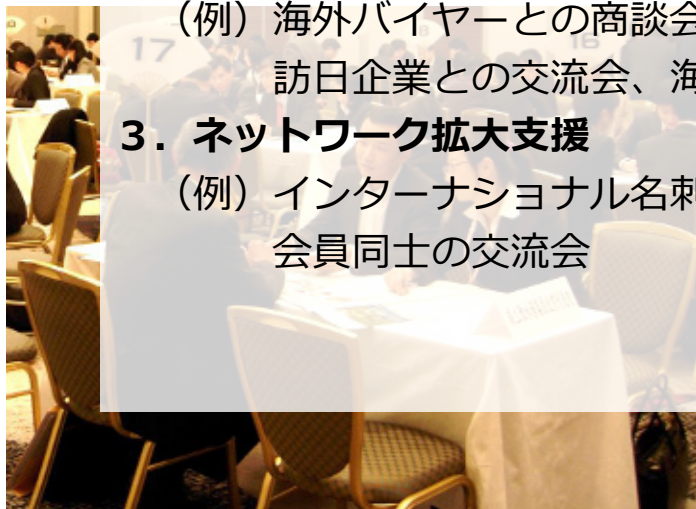 （例）海外バイヤーとの商談会
訪日企業との交流会、海
３．ネットワーク拡大支援
（例）インターナショナル名刺
会員同士の交流会
17
16